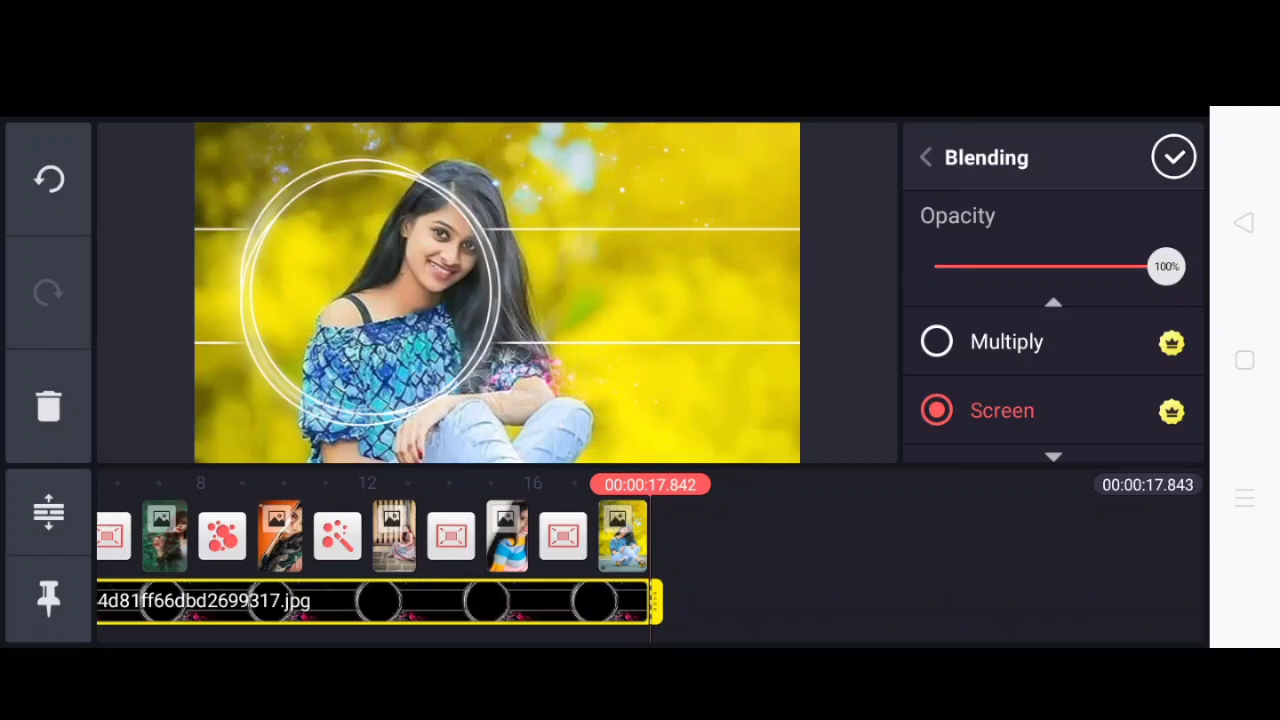 Blending
Opacity
100%
Multiply
Screen
8
12
16
00:00:17.842
00:00:17.843
4d81ff66dbd2699317.jpg